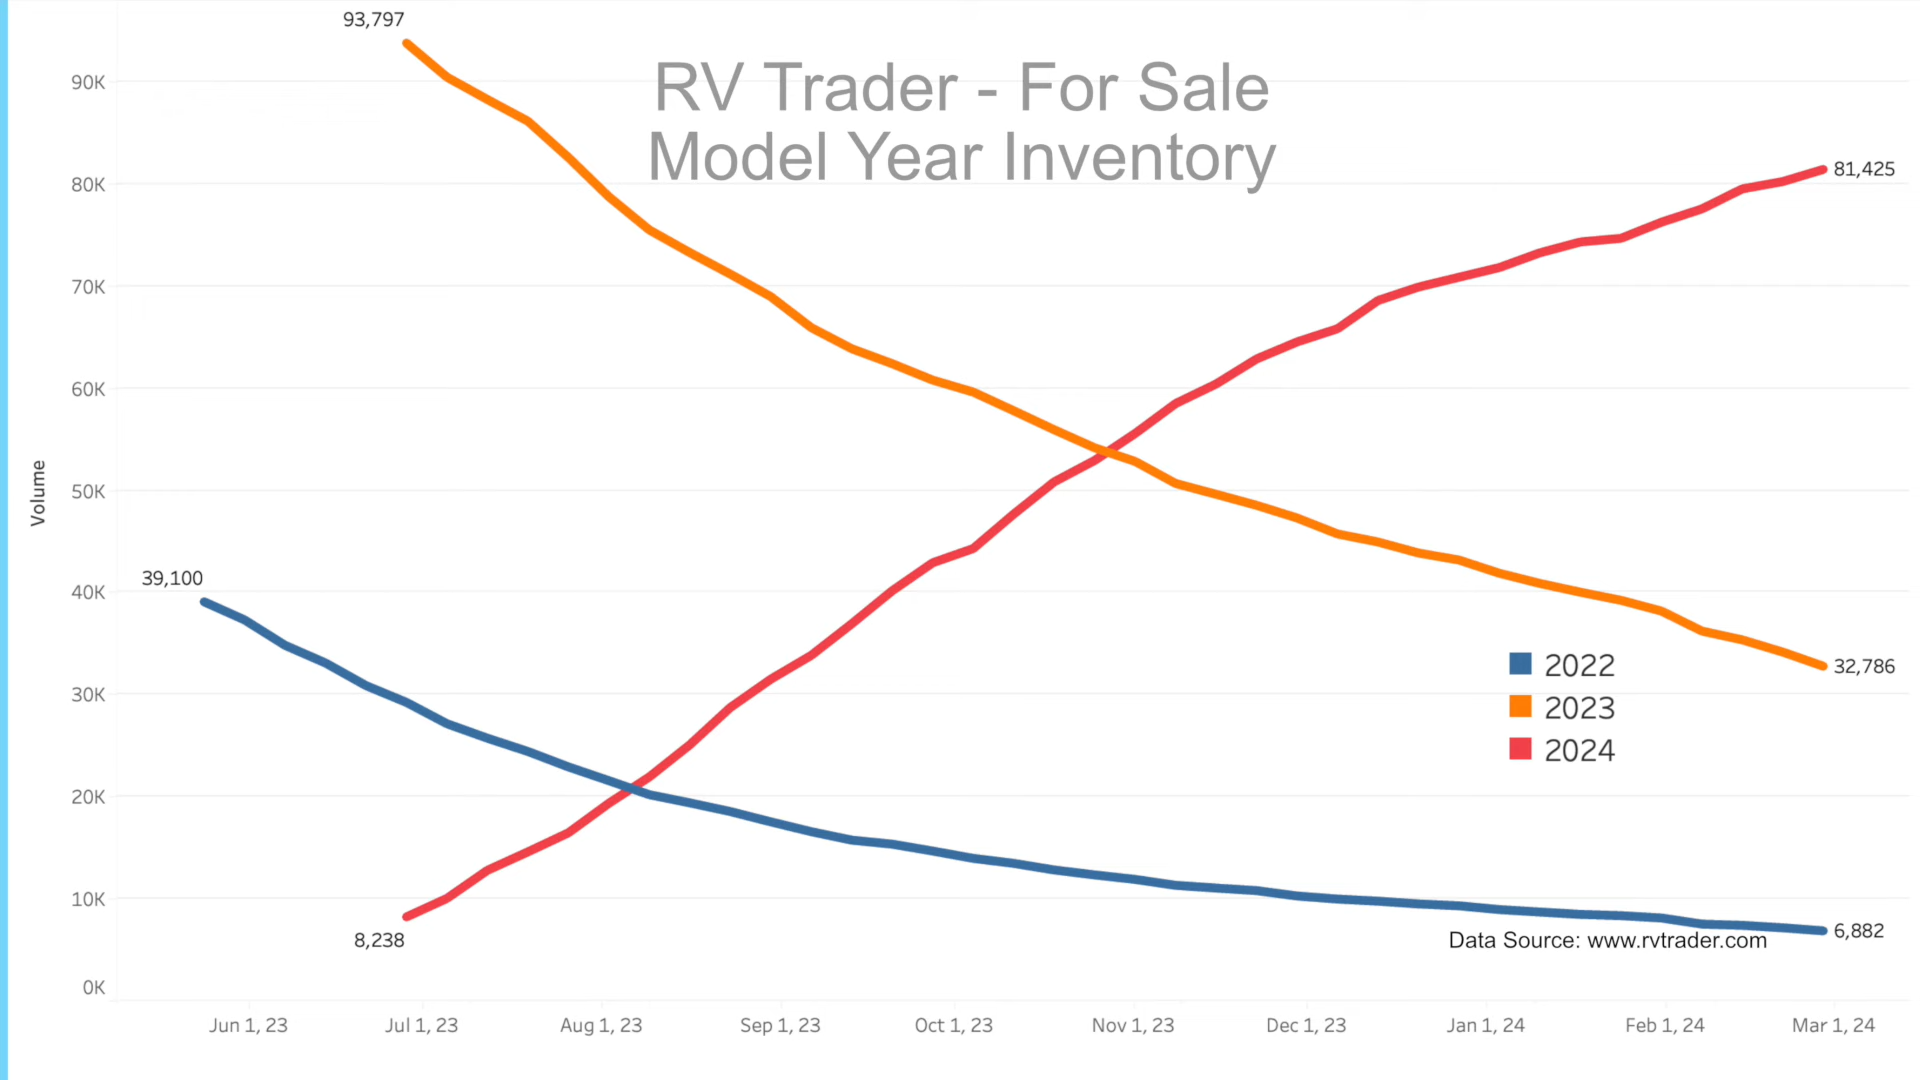 93,797
RV Trader - For Sale
Model Year Inventory
90K
80K
70K
60K
50K
40K
30K
20K
10K
0K
Volume
81,425
39,100
32,786
2022
2023
2024
8,238
6,882
Data Source: www.rvtrader.com
Jun 1, 23
Jul 1, 23
Aug 1, 23
Sep 1, 23
Oct 1, 23
Nov 1, 23
Dec 1, 23
Jan 1, 24
Feb 1, 24
Mar 1, 24